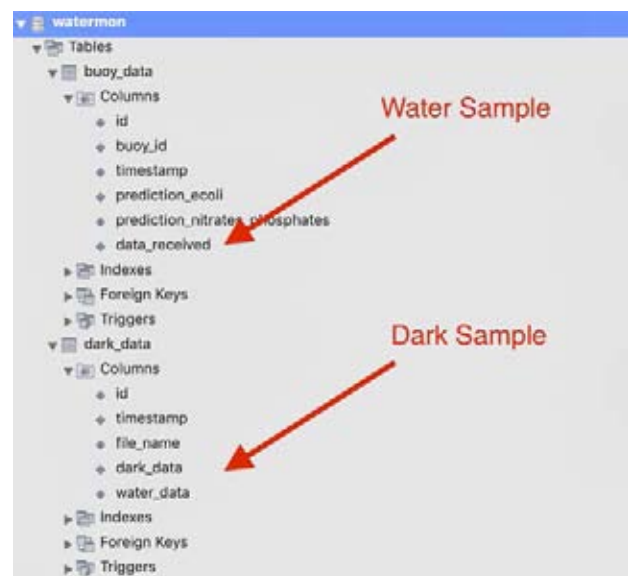 watermon
Tables
buoy_data
Columns
Water Sample
id
buoy_id
timestamp
prediction_ecoli
prediction_nitrates_phosphates
data_received
Indexes
Foreign Keys
Triggers
dark_data
Dark Sample
Columns
id
timestamp
file_name
dark_data
water_data
Indexes
Foreign Keys
Triggers